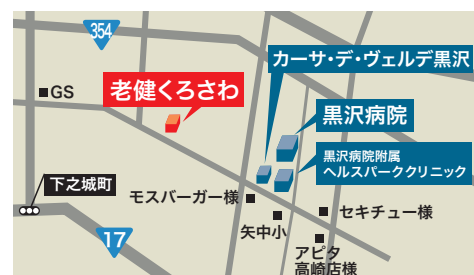 354
カーサ・デ・ヴェルデ黒沢
GS
老健くろさわ
黒沢病院
黒沢病院附属
ヘルスパーククリニック
下之城町
モスバーガー様
セキチュー様
矢中小
17
アピタ
高崎店様